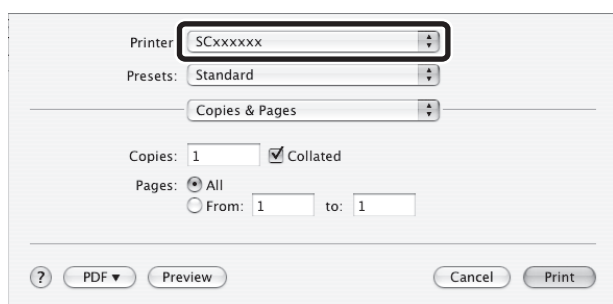 Printer SCxxxxxx
Presets: Standard
Copies & Pages
Copies: 1 Collated
Pages: All
From: 1 to: 1
? PDF ▼ Preview Cancel Print